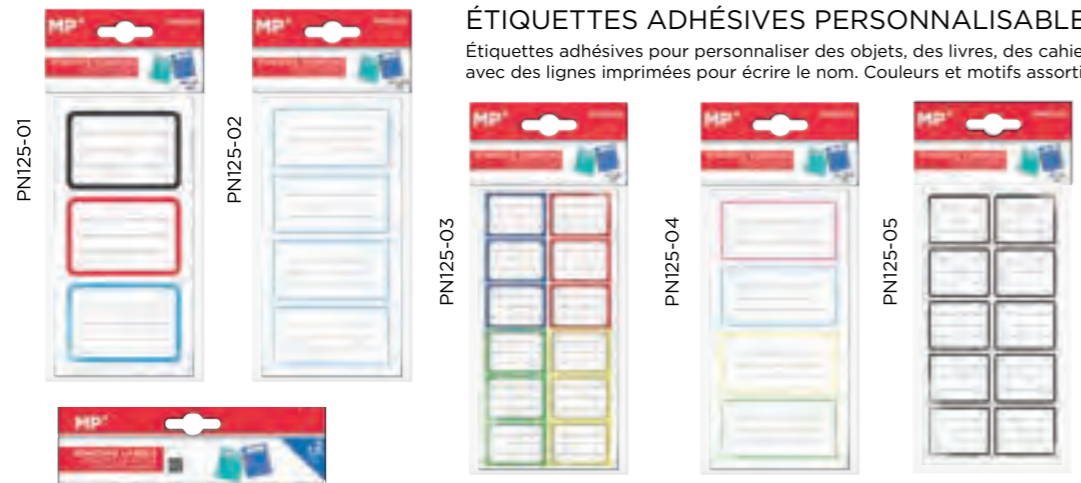 ÉTIQUETTES ADHÉSIVES PERSONNALISABLE
Étiquettes adhésives pour personnaliser des objets, des livres, des cahie
avec des lignes imprimées pour écrire le nom. Couleurs et motifs assorti
MP
PN125-01
MP
PN125-02
MP
PN125-03
MP
PN125-04
MP
PN125-05
MP